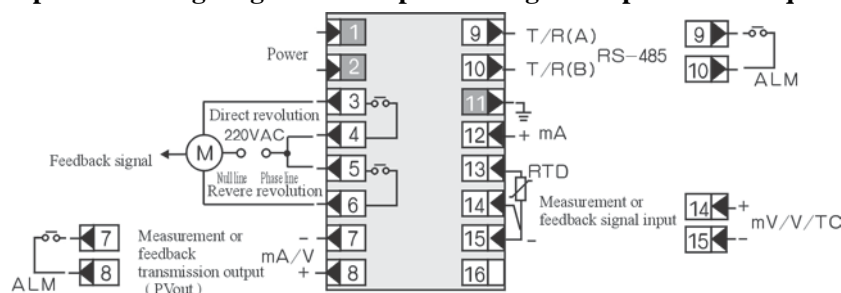 1
2
3
4
5
6
7
8
9
10
11
12
13
14
15
16
Power
Direct revolution
220VAC
M
Feedback signal
Null line Phase line
Revere revolution
7
8
ALM
Measurement or
feedback
transmission output
( PVout )
- mA/V
+
T/R(A)
T/R(B)
RS-485
9
10
ALM
+ mA
RTD
-
Measurement or
feedback signal input
14 +
15 -
mV/V/TC